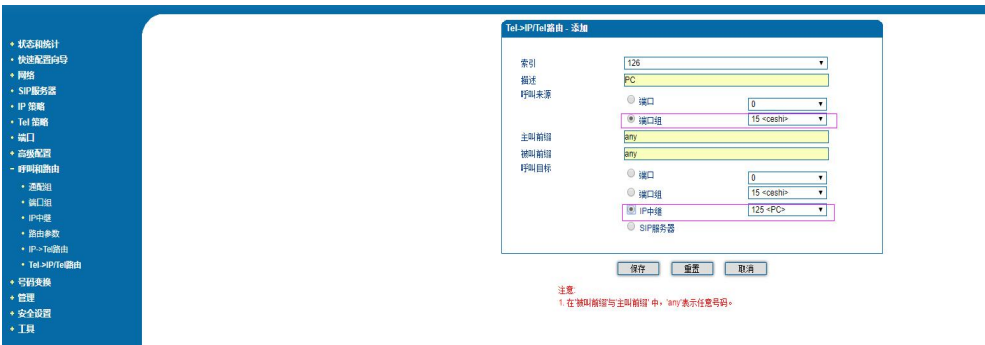 状态和统计
快速配置向导
网络
SIP服务器
IP 策略
Tel 策略
端口
高级配置
呼叫和路由
通配组
端口组
IP中继
路由参数
IP->Tel路由
Tel->IP/Tel路由
号码变换
管理
安全设置
工具
Tel->IP/Tel路由 - 添加
索引 126
描述 PC
呼叫来源
端口 0
端口组 15 <ceshi>
主叫前缀 any
被叫前缀 any
呼叫目标
端口 0
端口组 15 <ceshi>
IP中继 125 <PC>
SIP服务器
保存 重置 取消
注意:
1. 在'被叫前缀'与'主叫前缀' 中，'any'表示任意号码。